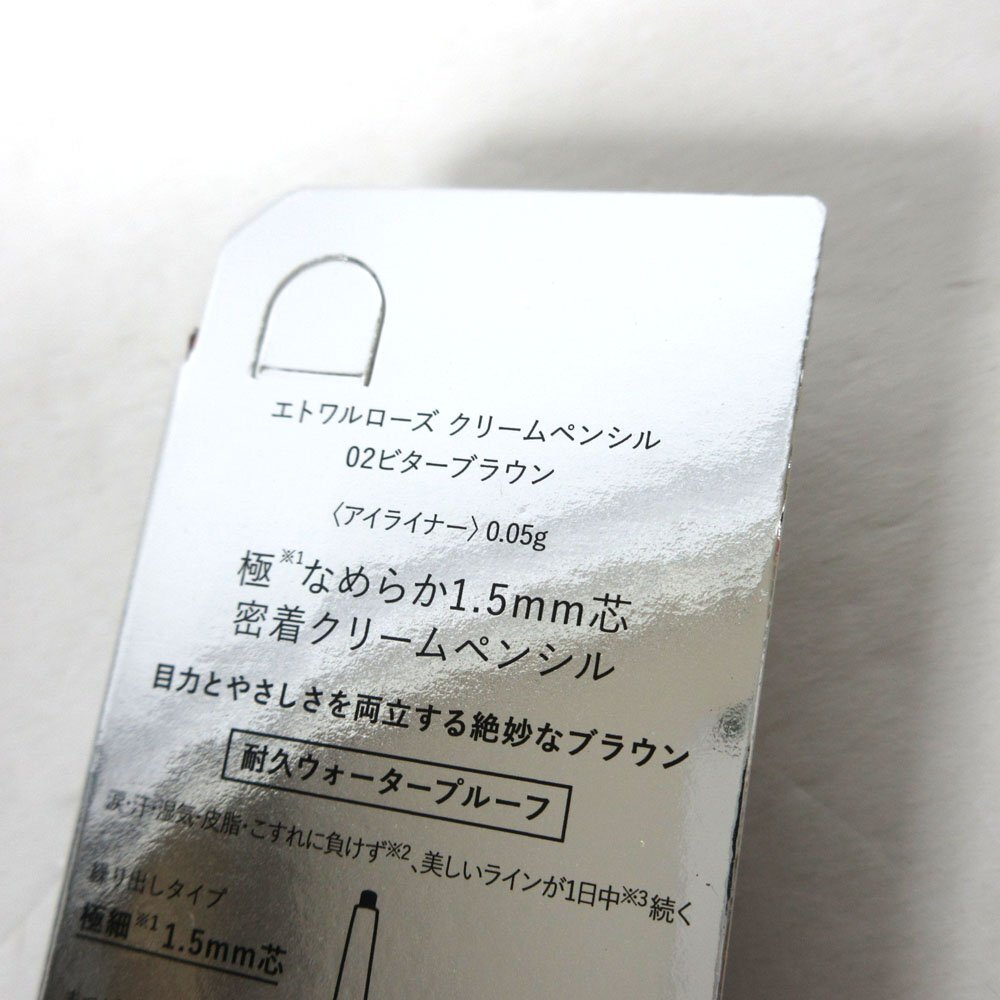 エトワルローズ クリームペンシル
02ビターブラウン
〈アイライナー〉0.05g
極※1なめらか1.5mm芯
密着クリームペンシル
目力とやさしさを両立する絶妙なブラウン
耐久ウォータープルーフ
涙・汗・湿気・皮脂・こすれに負けず※2、美しいラインが1日中※3続く
繰り出しタイプ
極細※1 1.5mm芯